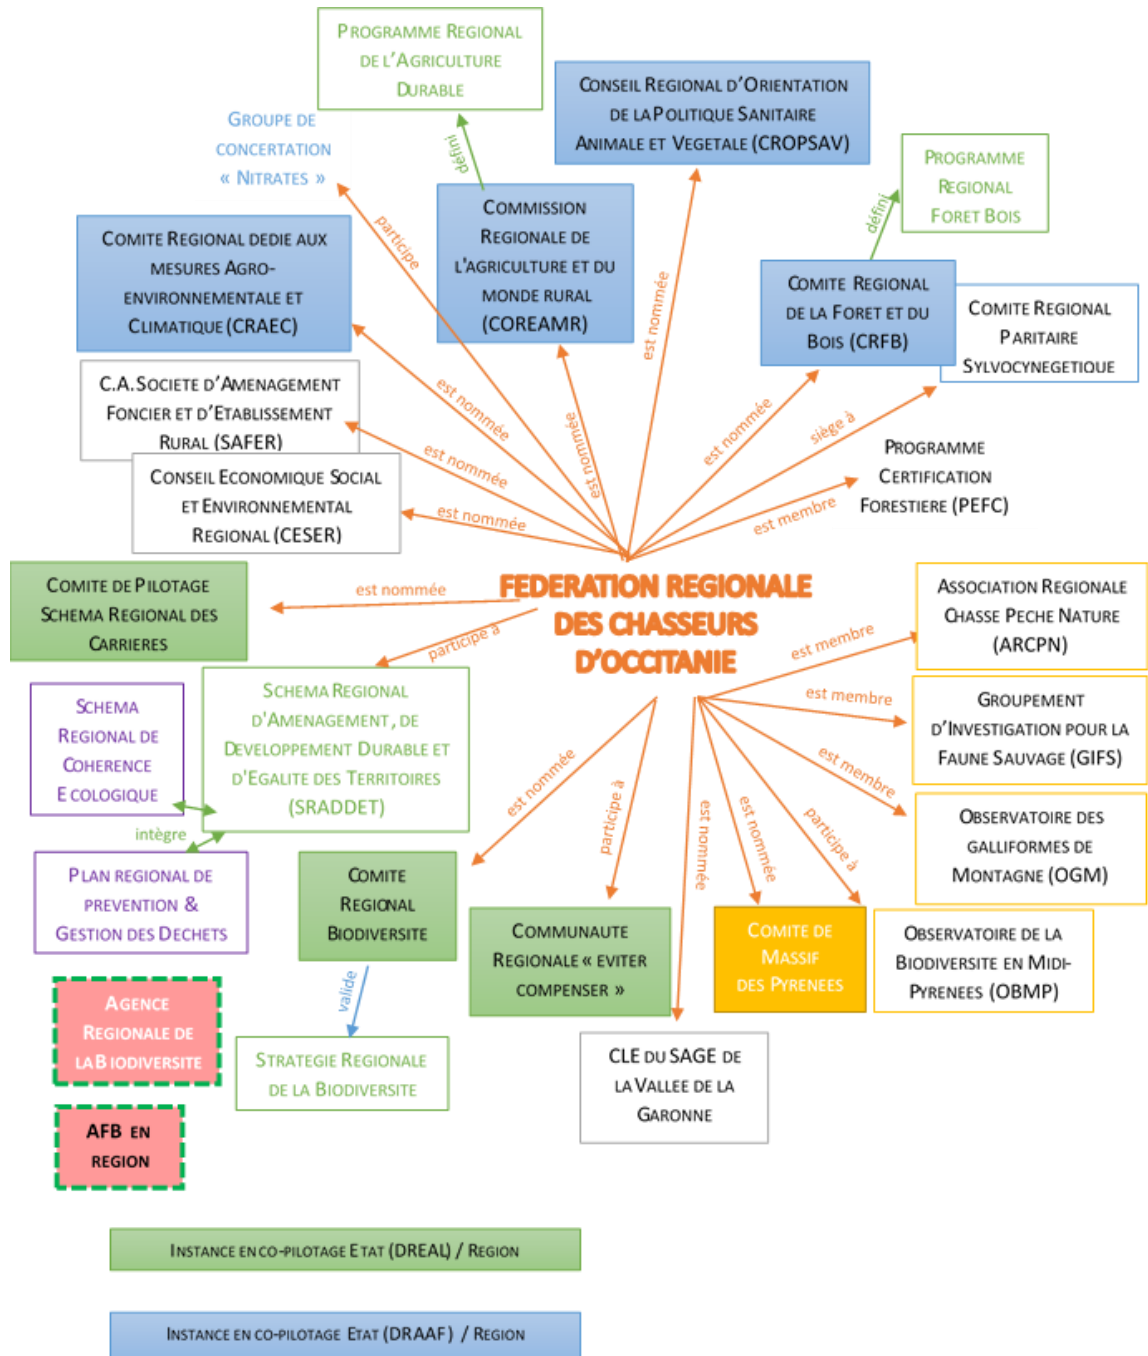 PROGRAMME REGIONAL
DE L'AGRICULTURE
DURABLE
CONSEIL REGIONAL D'ORIENTATION
DE LA POLITIQUE SANITAIRE
ANIMALE ET VEGETALE (CROPSAV)
GROUPE DE
CONCERTATION
« NITRATES »
défini
PROGRAMME
REGIONAL
FORET BOIS
défini
COMMISSION
REGIONALE DE
L'AGRICULTURE ET DU
MONDE RURAL
(COREAMR)
participe
COMITE REGIONAL DEDIE AUX
MESURES AGRO-
ENVIRONNEMENTALE ET
CLIMATIQUE (CRAEC)
COMITE REGIONAL
DE LA FORET ET DU
BOIS (CRFB)
COMITE REGIONAL
PARITAIRE
SYLVOCYNEGETIQUE
est nommée
C.A. SOCIETE D'AMENAGEMENT
FONCIER ET D'ETABLISSEMENT
RURAL (SAFER)
est nommée
est nommée
est nommée
siège à
est nommée
CONSEIL ECONOMIQUE SOCIAL
ET ENVIRONNEMENTAL
REGIONAL (CESER)
est nommée
est membre
PROGRAMME
CERTIFICATION
FORESTIERE (PEFC)
COMITE DE PILOTAGE
SCHEMA REGIONAL DES
CARRIERES
est nommée
FEDERATION REGIONALE
DES CHASSEURS
D'OCCITANIE
ASSOCIATION REGIONALE
CHASSE PECHE NATURE
(ARCPN)
participe à
est membre
SCHEMA
REGIONAL DE
COHERENCE
ECOLOGIQUE
SCHEMA REGIONAL
D'AMENAGEMENT, DE
DEVELOPPEMENT DURABLE ET
D'EGALITE DES TERRITOIRES
(SRADDET)
est membre
GROUPEMENT
D'INVESTIGATION POUR LA
FAUNE SAUVAGE (GIFS)
est nommée
participe à
est nommée
est nommée
participe à
est membre
OBSERVATOIRE DES
GALLIFORMES DE
MONTAGNE (OGM)
intègre
PLAN REGIONAL DE
PREVENTION &
GESTION DES DECHETS
COMITE
REGIONAL
BIODIVERSITE
COMMUNAUTE
REGIONALE « EVITER
COMPENSER »
COMITE DE
MASSIF
DES PYRENEES
OBSERVATOIRE DE LA
BIODIVERSITE EN MIDI-
PYRENEES (OBMP)
AGENCE
REGIONALE DE
LA BIODIVERSITE
valide
STRATEGIE REGIONALE
DE LA BIODIVERSITE
CLE DU SAGE DE
LA VALLEE DE LA
GARONNE
AFB EN
REGION
INSTANCE EN CO-PILOTAGE ETAT (DREAL) / REGION
INSTANCE EN CO-PILOTAGE ETAT (DRAAF) / REGION